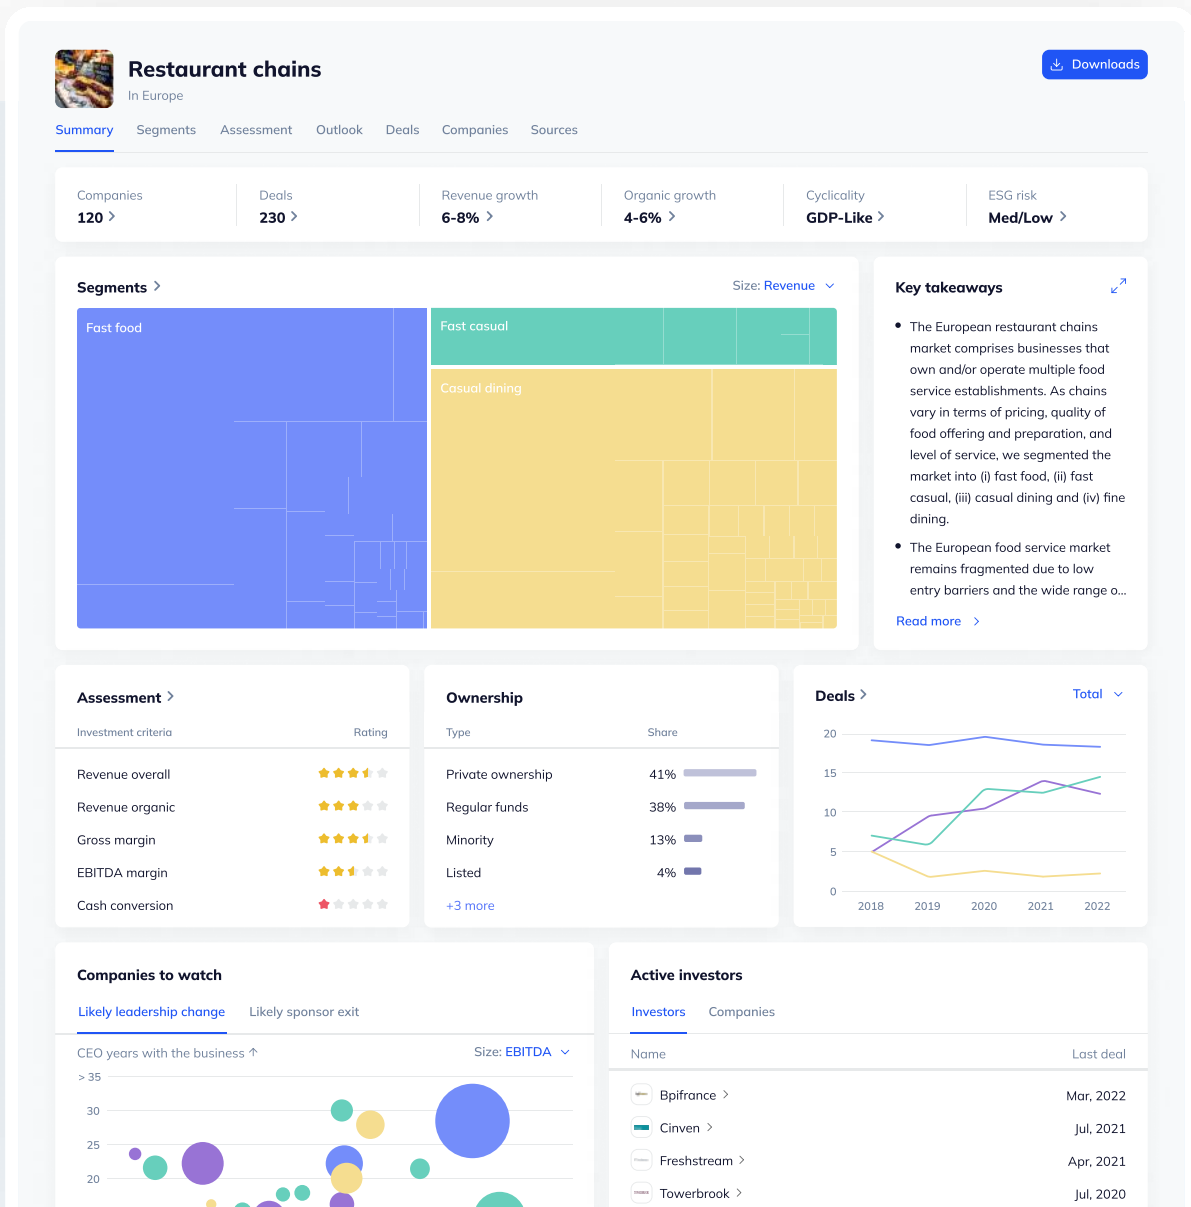 Restaurant chains
In Europe
Downloads
Summary Segments Assessment Outlook Deals Companies Sources
Companies Deals Revenue growth Organic growth Cyclicality ESG risk
120 230 6-8% 4-6% GDP-Like Med/Low
Segments
Size: Revenue
Fast food
Fast casual
Casual dining
Key takeaways
The European restaurant chains
market comprises businesses that
own and/or operate multiple food
service establishments. As chains
vary in terms of pricing, quality of
food offering and preparation, and
level of service, we segmented the
market into (i) fast food, (ii) fast
casual, (iii) casual dining and (iv) fine
dining.
The European food service market
remains fragmented due to low
entry barriers and the wide range o...
Read more
Assessment
Investment criteria Rating
Revenue overall
Revenue organic
Gross margin
EBITDA margin
Cash conversion
Ownership
Type Share
Private ownership 41%
Regular funds 38%
Minority 13%
Listed 4%
+3 more
Deals
Total
20
15
10
5
0
2018 2019 2020 2021 2022
Companies to watch
Likely leadership change Likely sponsor exit
CEO years with the business ↑
Size: EBITDA
> 35
30
25
20
Active investors
Investors Companies
Name Last deal
Bpifrance Mar, 2022
Cinven Jul, 2021
Freshstream Apr, 2021
Towerbrook Jul, 2020